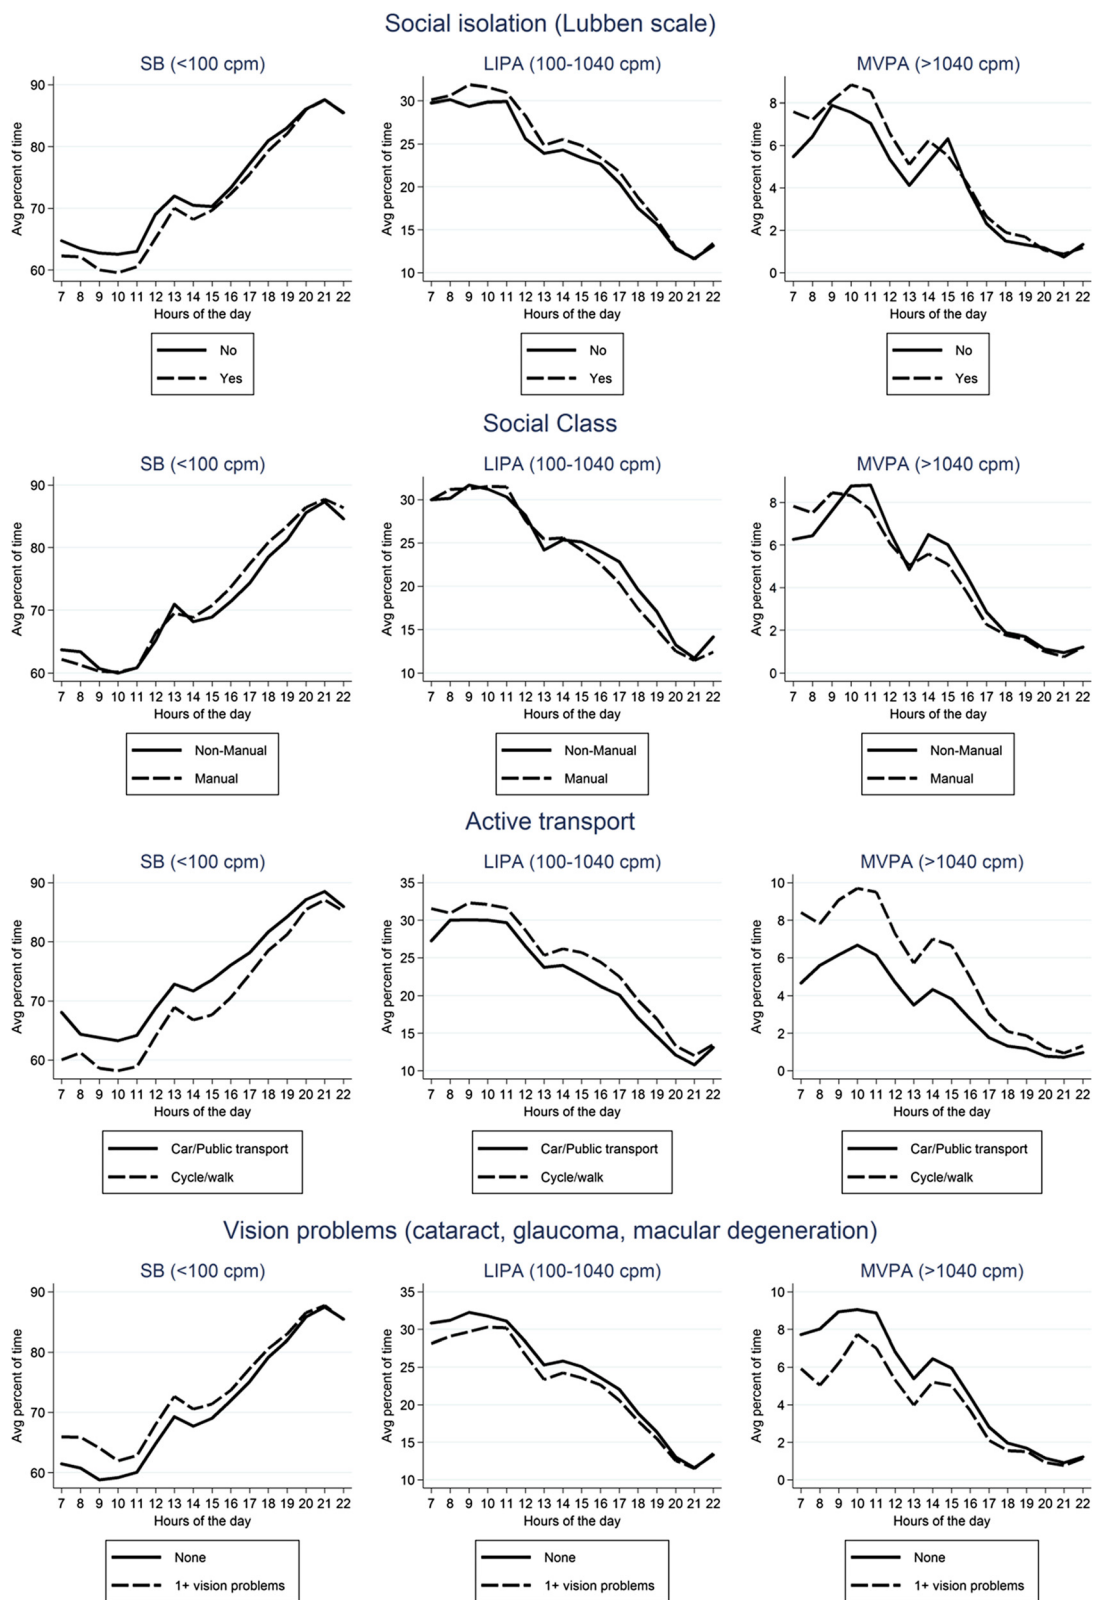 Social isolation (Lubben scale)
SB (<100 cpm)
Avg percent of time
90
80
70
60
7 8 9 10 11 12 13 14 15 16 17 18 19 20 21 22
Hours of the day
No
Yes
LIPA (100-1040 cpm)
Avg percent of time
30
25
20
15
10
7 8 9 10 11 12 13 14 15 16 17 18 19 20 21 22
Hours of the day
No
Yes
MVPA (>1040 cpm)
Avg percent of time
8
6
4
2
0
7 8 9 10 11 12 13 14 15 16 17 18 19 20 21 22
Hours of the day
No
Yes
Social Class
SB (<100 cpm)
Avg percent of time
90
80
70
60
7 8 9 10 11 12 13 14 15 16 17 18 19 20 21 22
Hours of the day
Non-Manual
Manual
LIPA (100-1040 cpm)
Avg percent of time
30
25
20
15
10
7 8 9 10 11 12 13 14 15 16 17 18 19 20 21 22
Hours of the day
Non-Manual
Manual
MVPA (>1040 cpm)
Avg percent of time
8
6
4
2
0
7 8 9 10 11 12 13 14 15 16 17 18 19 20 21 22
Hours of the day
Non-Manual
Manual
Active transport
SB (<100 cpm)
Avg percent of time
90
80
70
60
7 8 9 10 11 12 13 14 15 16 17 18 19 20 21 22
Hours of the day
Car/Public transport
Cycle/walk
LIPA (100-1040 cpm)
Avg percent of time
35
30
25
20
15
10
7 8 9 10 11 12 13 14 15 16 17 18 19 20 21 22
Hours of the day
Car/Public transport
Cycle/walk
MVPA (>1040 cpm)
Avg percent of time
10
8
6
4
2
0
7 8 9 10 11 12 13 14 15 16 17 18 19 20 21 22
Hours of the day
Car/Public transport
Cycle/walk
Vision problems (cataract, glaucoma, macular degeneration)
SB (<100 cpm)
Avg percent of time
90
80
70
60
7 8 9 10 11 12 13 14 15 16 17 18 19 20 21 22
Hours of the day
None
1+ vision problems
LIPA (100-1040 cpm)
Avg percent of time
35
30
25
20
15
10
7 8 9 10 11 12 13 14 15 16 17 18 19 20 21 22
Hours of the day
None
1+ vision problems
MVPA (>1040 cpm)
Avg percent of time
10
8
6
4
2
0
7 8 9 10 11 12 13 14 15 16 17 18 19 20 21 22
Hours of the day
None
1+ vision problems